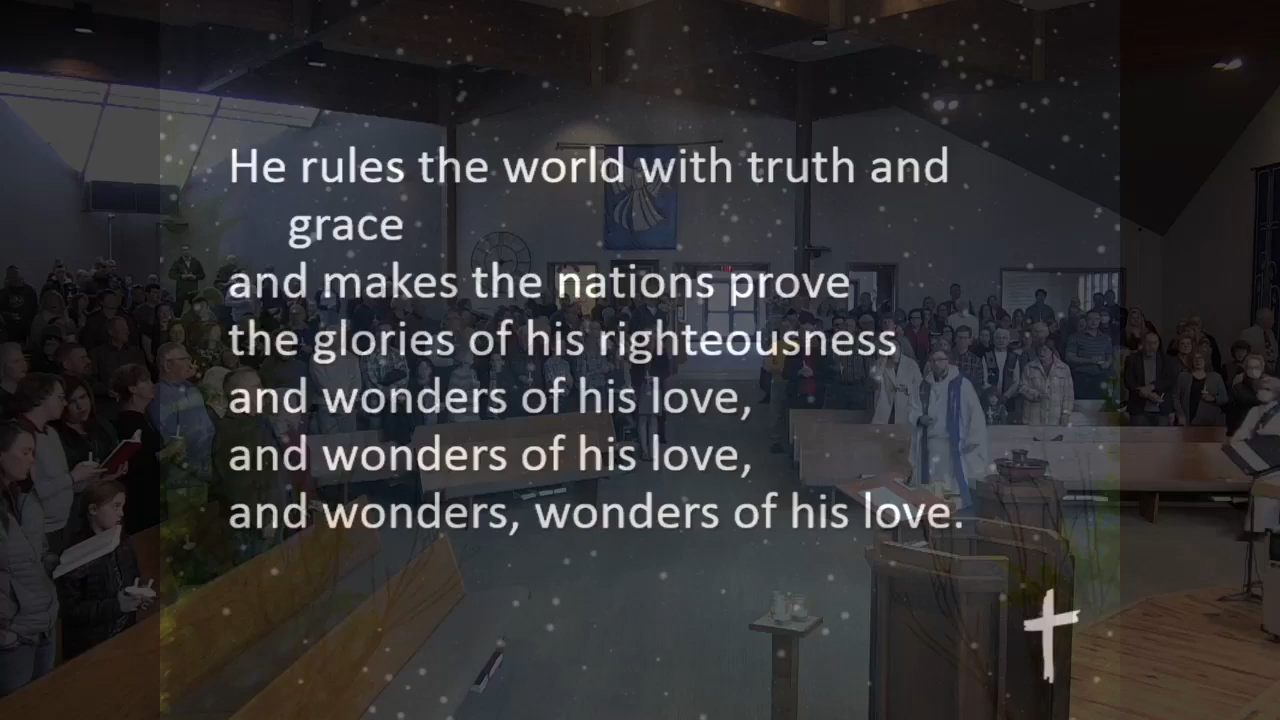 He rules the world with truth and
grace
and makes the nations prove
the glories of his righteousness
and wonders of his love,
and wonders of his love,
and wonders, wonders of his love.